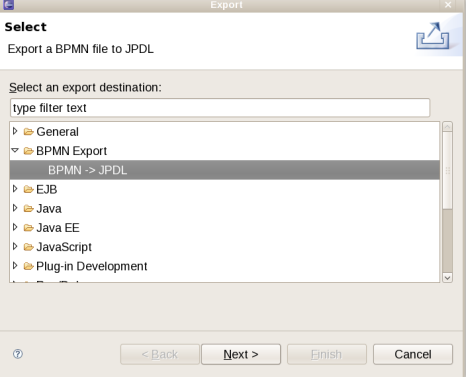 Export
Select
Export a BPMN file to JPDL
Select an export destination:
type filter text
General
BPMN Export
BPMN -> JPDL
EJB
Java
Java EE
JavaScript
Plug-in Development
< Back Next > Finish Cancel